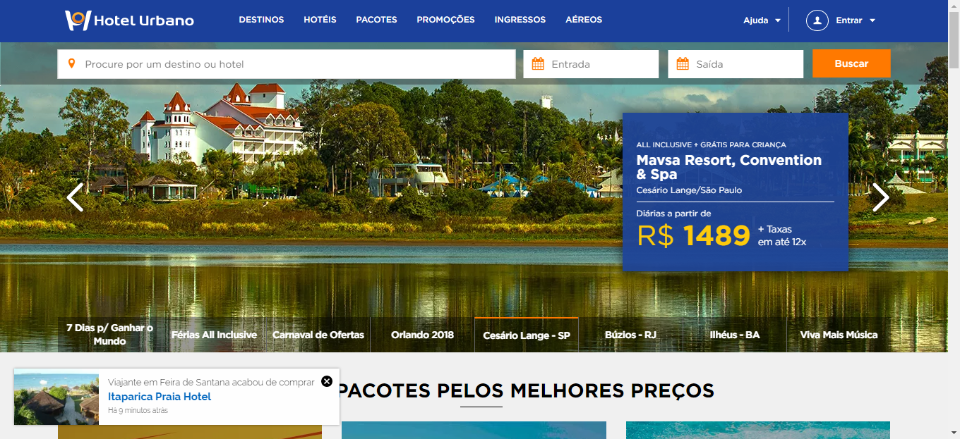 Hotel Urbano
DESTINOS HOTÉIS PACOTES PROMOÇÕES INGRESSOS AÉREOS
Ajuda Entrar
Procure por um destino ou hotel
Entrada
Saída
Buscar
ALL INCLUSIVE + GRÁTIS PARA CRIANÇA
Mavsa Resort, Convention
& Spa
Cesário Lange/São Paulo
Diárias a partir de
R$ 1489 + Taxas
em até 12x
7 Dias p/ Ganhar o
Mundo
Férias All Inclusive
Carnaval de Ofertas
Orlando 2018
Cesário Lange - SP
Búzios - RJ
Ilhéus - BA
Viva Mais Música
Viajante em Feira de Santana acabou de comprar
Itaparica Praia Hotel
Há 9 minutos atrás
PACOTES PELOS MELHORES PREÇOS